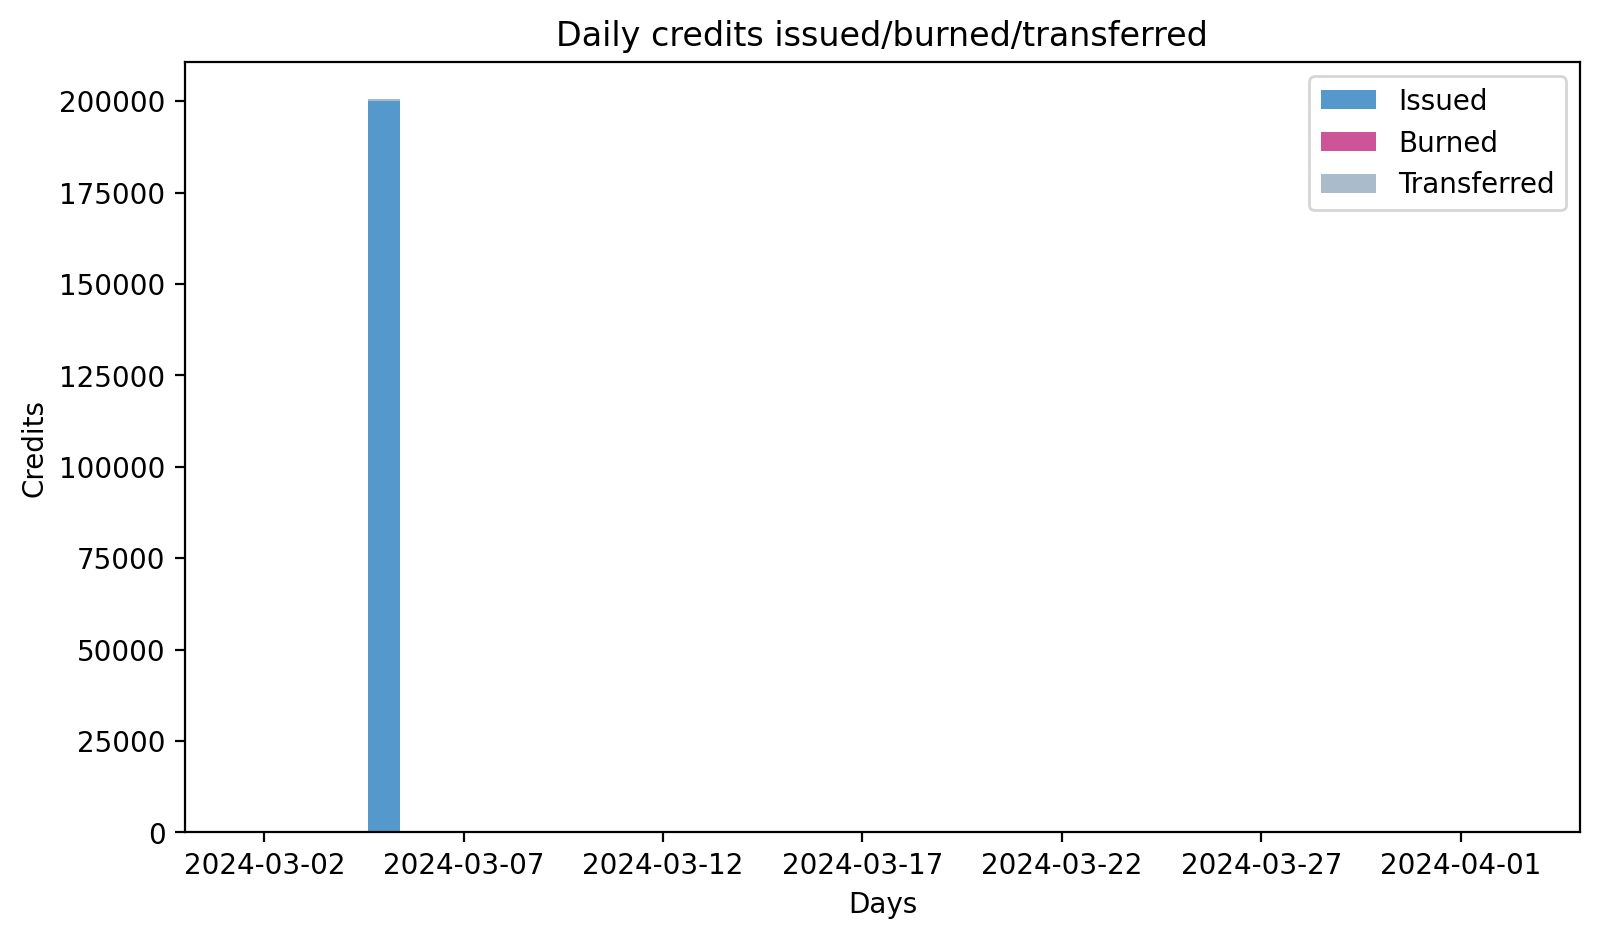 Daily credits issued/burned/transferred
200000
175000
150000
125000
100000
75000
50000
25000
0
Credits
Issued
Burned
Transferred
2024-03-02 2024-03-07 2024-03-12 2024-03-17 2024-03-22 2024-03-27 2024-04-01
Days